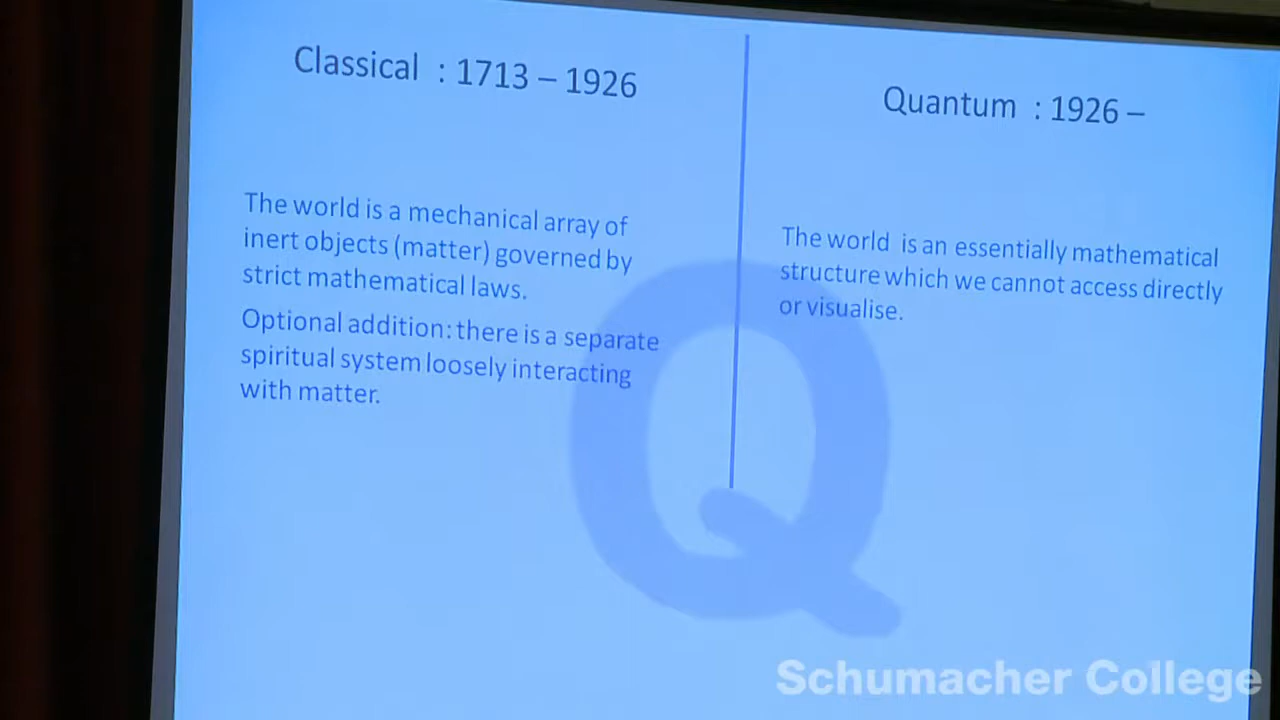 Classical : 1713 – 1926
The world is a mechanical array of
inert objects (matter) governed by
strict mathematical laws.
Optional addition: there is a separate
spiritual system loosely interacting
with matter.
Quantum : 1926 –
The world is an essentially mathematical
structure which we cannot access directly
or visualise.
Q
Schumacher College